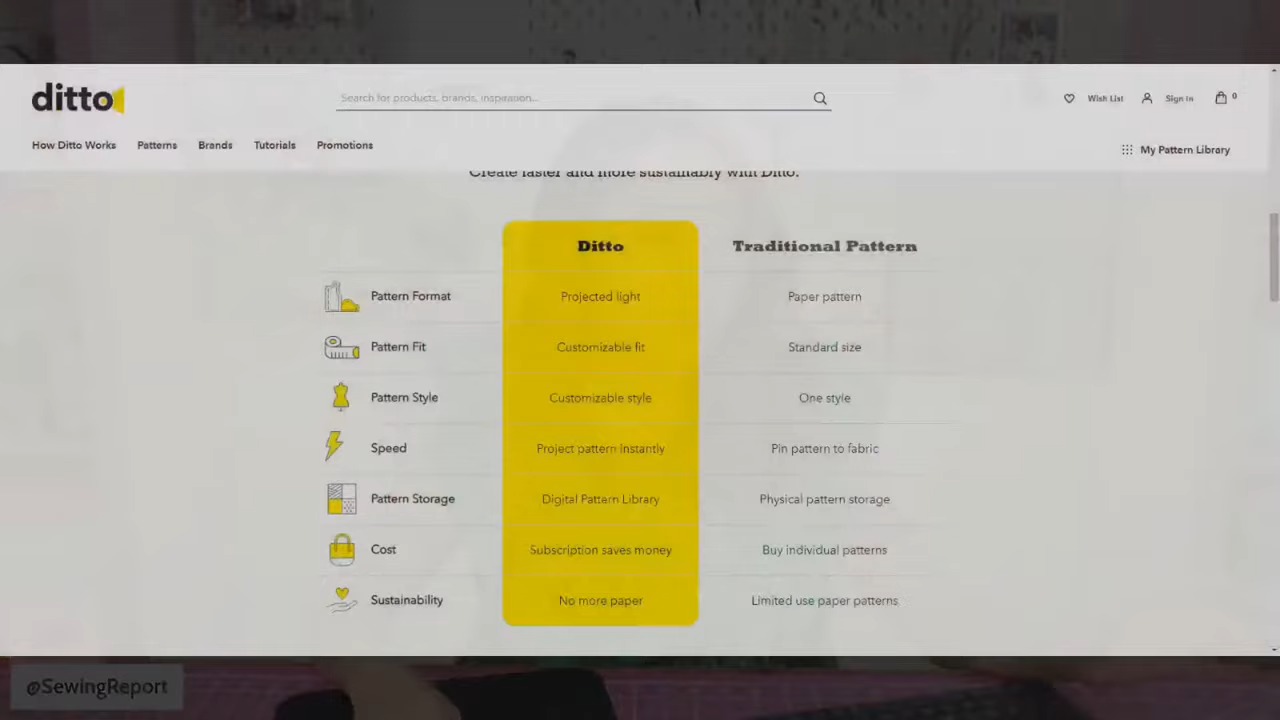 ditto
Search for products, brands, inspiration...
Wish List
Sign In
0
How Ditto Works
Patterns
Brands
Tutorials
Promotions
My Pattern Library
Create faster and more sustainably with Ditto.
Ditto
Traditional Pattern
Pattern Format
Projected light
Paper pattern
Pattern Fit
Customizable fit
Standard size
Pattern Style
Customizable style
One style
Speed
Project pattern instantly
Pin pattern to fabric
Pattern Storage
Digital Pattern Library
Physical pattern storage
Cost
Subscription saves money
Buy individual patterns
Sustainability
No more paper
Limited use paper patterns
@SewingReport